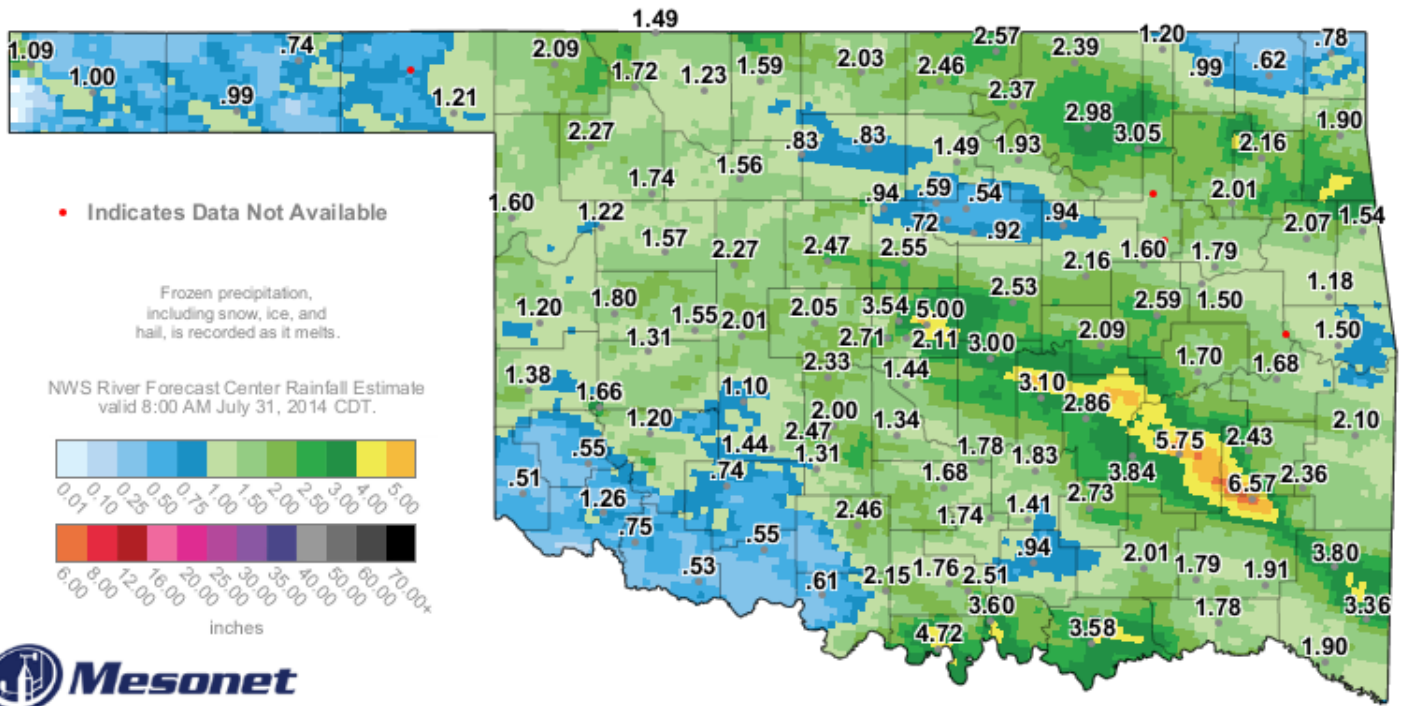 1.49
1.09 .74 2.09 2.03 2.57 2.39 1.20 .78
1.00 1.72 1.23 1.59 2.46 .99 .62
.99 1.21 2.37
2.27 .83 .83 1.49 1.93 2.98 3.05 2.16 1.90
1.74 1.56
1.60 1.22 .94 .59 .54 .94 2.01
• Indicates Data Not Available
.72 .92 2.07 1.54
1.57 2.27 2.47 2.55 2.16 1.60 1.79
Frozen precipitation,
including snow, ice, and
hail, is recorded as it melts.
1.20 1.80 2.05 3.54 5.00 2.53 2.59 1.50 1.18
1.31 1.55 2.01 2.71 2.11 3.00 2.09 1.50
1.38 2.33 1.44 1.70 1.68
NWS River Forecast Center Rainfall Estimate
valid 8:00 AM July 31, 2014 CDT.
1.66 1.10 3.10
1.20 2.00 1.34 2.86 2.10
.55 1.44 2.47 1.31 1.78 1.83 5.75 2.43
.51 .74 1.68 3.84 2.36
1.26 2.46 1.74 1.41 2.73 6.57
0.01 0.10 0.25 0.50 0.75 1.00 1.50 2.00 2.50 3.00 4.00 5.00
.75 .55 .94 2.01 1.79 3.80
.53 .61 2.15 1.76 2.51 1.91
6.00 8.00 12.00 16.00 20.00 25.00 30.00 35.00 40.00 50.00 60.00 70.00+
3.60 1.78 3.36
inches
4.72 3.58 1.90
Mesonet